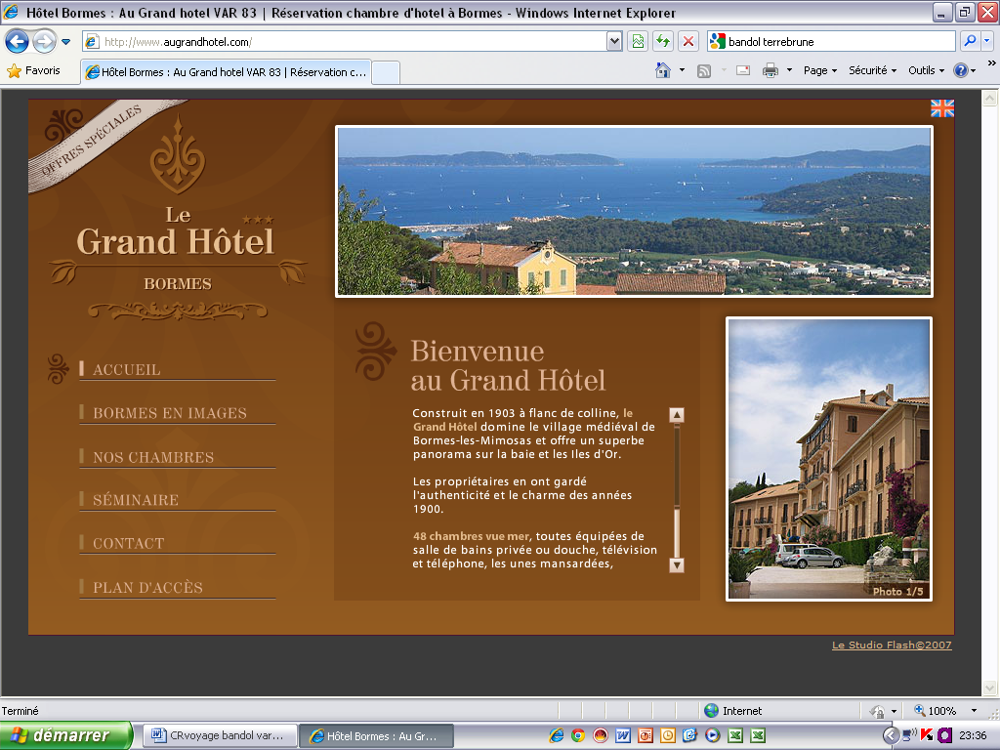 Hôtel Bormes : Au Grand hotel VAR 83 | Réservation chambre d'hotel à Bormes - Windows Internet Explorer
http://www.augrandhotel.com/
bandol terrebrune
Favoris
Hôtel Bormes : Au Grand hotel VAR 83 | Réservation c...
Page
Sécurité
Outils
OFFRES SPÉCIALES
Le
Grand Hôtel
BORMES
ACCUEIL
BORMES EN IMAGES
NOS CHAMBRES
SÉMINAIRE
CONTACT
PLAN D'ACCÈS
Bienvenue
au Grand Hôtel
Construit en 1903 à flanc de colline, le
Grand Hôtel domine le village médiéval de
Bormes-les-Mimosas et offre un superbe
panorama sur la baie et les Iles d'Or.
Les propriétaires en ont gardé
l'authenticité et le charme des années
1900.
48 chambres vue mer, toutes équipées de
salle de bains privée ou douche, télévision
et téléphone, les unes mansardées,
Photo 1/5
Le Studio Flash©2007
Terminé
Internet
100%
démarrer
CRvoyage bandol var...
Hôtel Bormes : Au Gr...
23:36